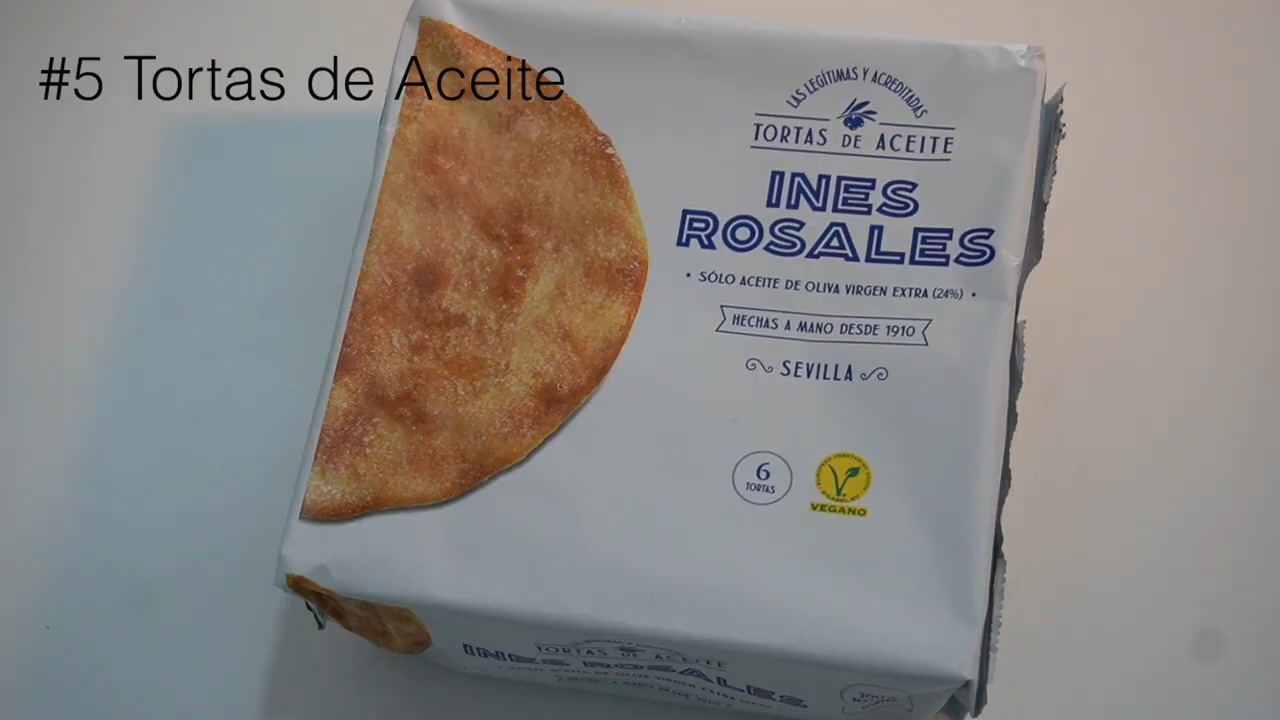 #5 Tortas de Aceite
LAS LEGÍTIMAS Y ACREDITADAS
TORTAS DE ACEITE
INES
ROSALES
• SÓLO ACEITE DE OLIVA VIRGEN EXTRA (24%) •
HECHAS A MANO DESDE 1910
SEVILLA
6
TORTAS
VEGANO
TORTAS DE ACEITE
INES ROSALES